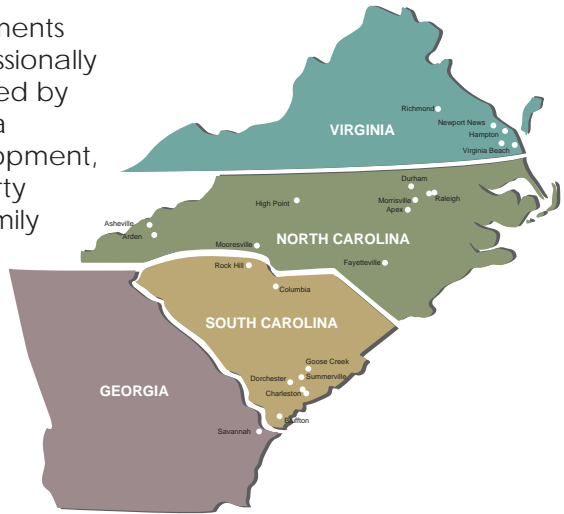 ments
ssionally
ed by
a
opment,
rty
mily
Richmond
Newport News
VIRGINIA
Hampton
Virginia Beach
Durham
High Point
Morrisville
Raleigh
Apex
Asheville
Arden
NORTH CAROLINA
Mooresville
Rock Hill
Fayetteville
Columbia
SOUTH CAROLINA
Goose Creek
Dorchester
Summerville
GEORGIA
Charleston
Bluffton
Savannah